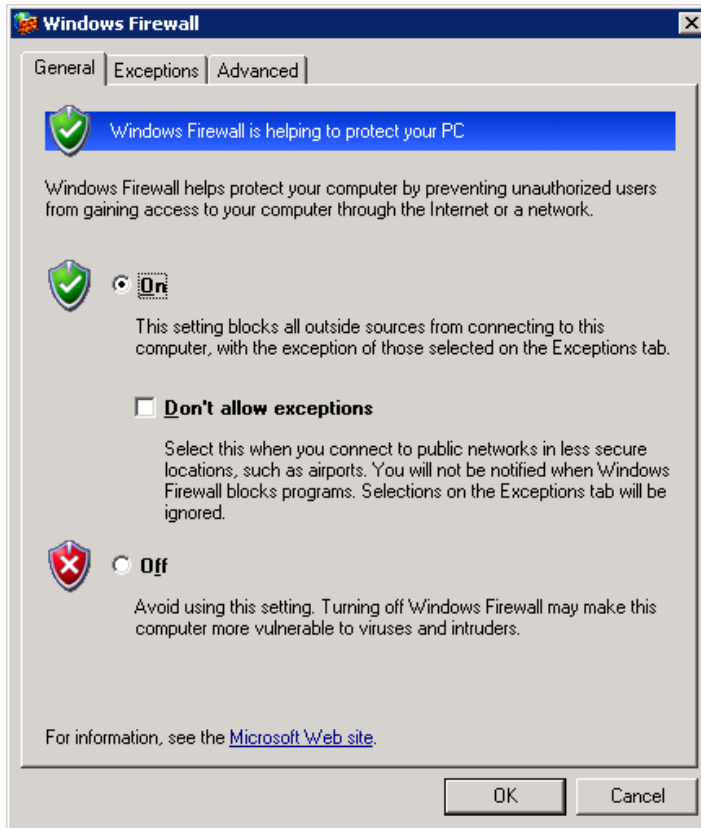 Windows Firewall
General Exceptions Advanced
Windows Firewall is helping to protect your PC
Windows Firewall helps protect your computer by preventing unauthorized users
from gaining access to your computer through the Internet or a network.
On
This setting blocks all outside sources from connecting to this
computer, with the exception of those selected on the Exceptions tab.
Don't allow exceptions
Select this when you connect to public networks in less secure
locations, such as airports. You will not be notified when Windows
Firewall blocks programs. Selections on the Exceptions tab will be
ignored.
Off
Avoid using this setting. Turning off Windows Firewall may make this
computer more vulnerable to viruses and intruders.
For information, see the Microsoft Web site.
OK Cancel